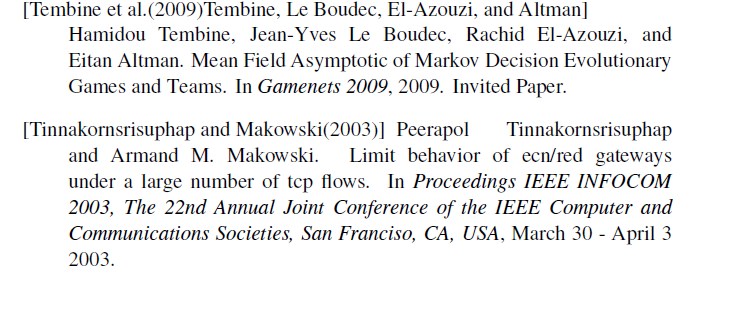 [Tembine et al.(2009)Tembine, Le Boudec, El-Azouzi, and Altman]
Hamidou Tembine, Jean-Yves Le Boudec, Rachid El-Azouzi, and
Eitan Altman. Mean Field Asymptotic of Markov Decision Evolutionary
Games and Teams. In Gamenets 2009, 2009. Invited Paper.
[Tinnakornsrisuphap and Makowski(2003)] Peerapol Tinnakornsrisuphap
and Armand M. Makowski. Limit behavior of ecn/red gateways
under a large number of tcp flows. In Proceedings IEEE INFOCOM
2003, The 22nd Annual Joint Conference of the IEEE Computer and
Communications Societies, San Franciso, CA, USA, March 30 - April 3
2003.